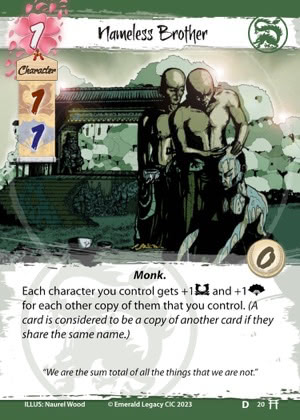 1
Nameless Brother
Character
1
1
0
Monk.
Each character you control gets +1 and +1
for each other copy of them that you control. (A
card is considered to be a copy of another card if they
share the same name.)
“We are the sum total of all the things that we are not.”
ILLUS: Naurel Wood © Emerald Legacy CIC 2023 D 20